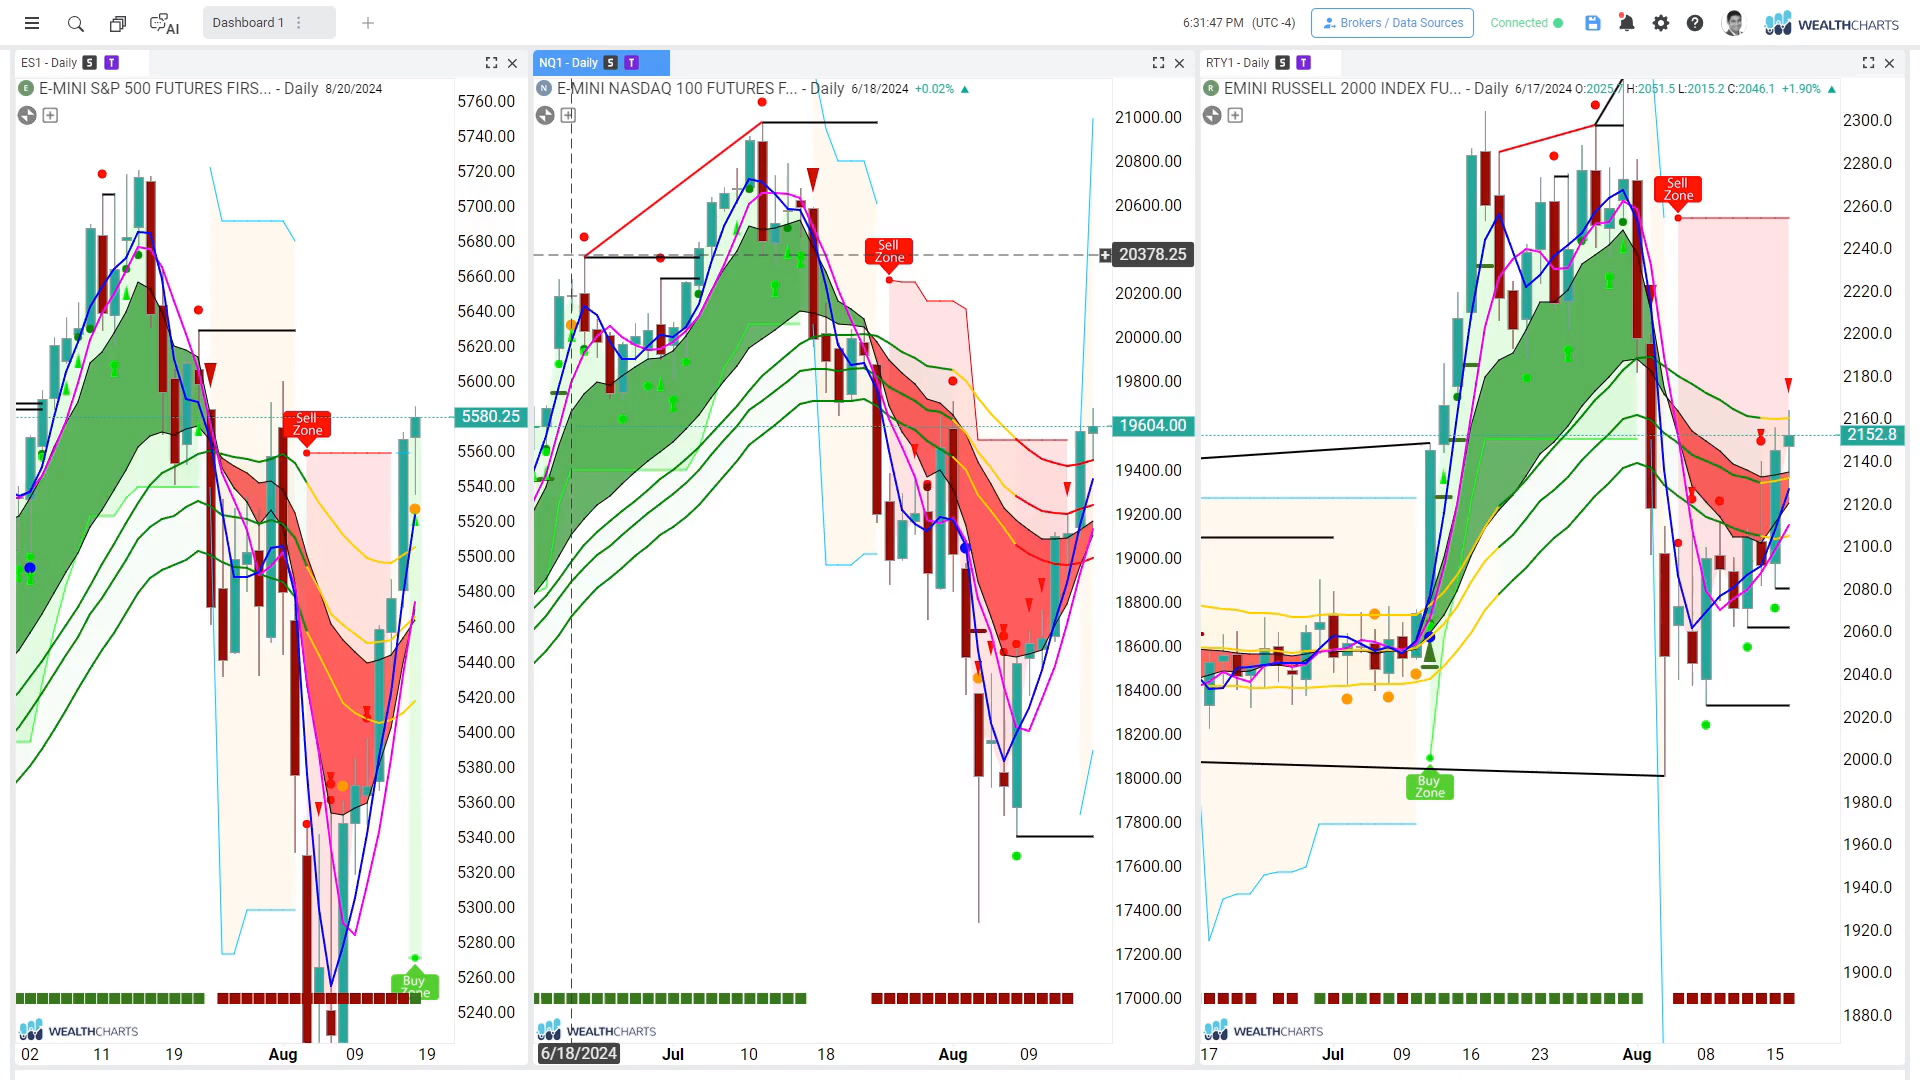 AI
Dashboard 1
6:31:47 PM (UTC -4)
Brokers / Data Sources
Connected
WEALTHCHARTS
ES1 - Daily S T
E-MINI S&P 500 FUTURES FIRS... - Daily 8/20/2024
Sell
Zone
Buy
Zone
5760.00
5740.00
5720.00
5700.00
5680.00
5660.00
5640.00
5620.00
5600.00
5580.25
5560.00
5540.00
5520.00
5500.00
5480.00
5460.00
5440.00
5420.00
5400.00
5380.00
5360.00
5340.00
5320.00
5300.00
5280.00
5260.00
5240.00
WEALTHCHARTS
02 11 19 Aug 09 19
NQ1 - Daily S T
E-MINI NASDAQ 100 FUTURES F... - Daily 6/18/2024 +0.02%
Sell
Zone
21000.00
20800.00
20600.00
20378.25
20200.00
20000.00
19800.00
19604.00
19400.00
19200.00
19000.00
18800.00
18600.00
18400.00
18200.00
18000.00
17800.00
17600.00
17400.00
17200.00
17000.00
WEALTHCHARTS
6/18/2024 Jul 10 18 Aug 09
RTY1 - Daily S T
EMINI RUSSELL 2000 INDEX FU... - Daily 6/17/2024 H:2051.5 L:2015.2 C:2046.1 +1.90%
Sell
Zone
Buy
Zone
2300.0
2280.0
2260.0
2240.0
2220.0
2200.0
2180.0
2160.0
2152.8
2140.0
2120.0
2100.0
2080.0
2060.0
2040.0
2020.0
2000.0
1980.0
1960.0
1940.0
1920.0
1900.0
1880.0
WEALTHCHARTS
17 Jul 09 16 23 Aug 08 15